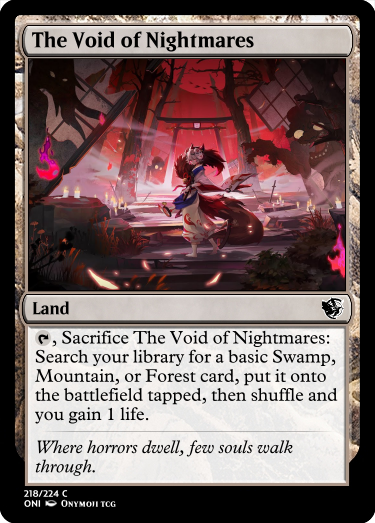 The Void of Nightmares
Land
, Sacrifice The Void of Nightmares:
Search your library for a basic Swamp,
Mountain, or Forest card, put it onto
the battlefield tapped, then shuffle and
you gain 1 life.
Where horrors dwell, few souls walk
through.
218/224 C
ONI Onymofi tcg